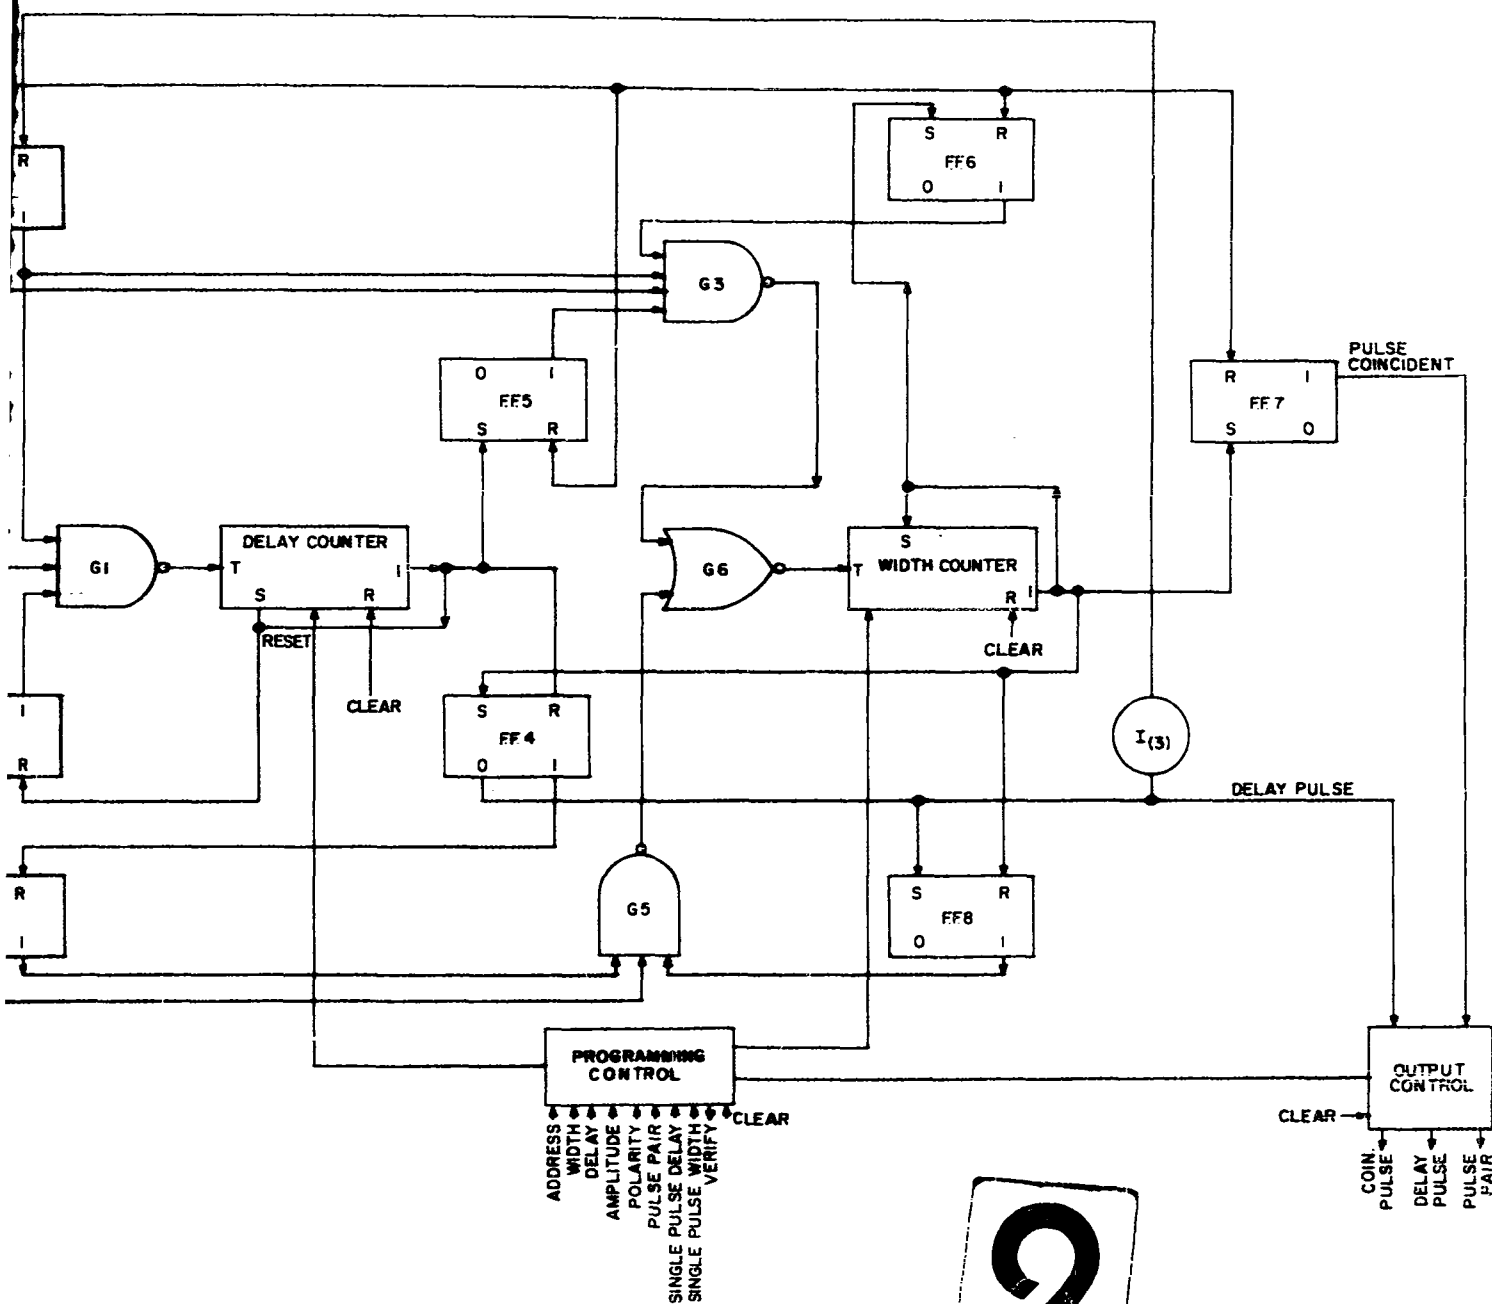 R
I
S R
FF6
O I
G3
O I
FF5
S R
PULSE
COINCIDENT
R I
FF7
S O
G1
DELAY COUNTER
T I
S R
RESET
CLEAR
G6
S
T WIDTH COUNTER
R I
CLEAR
I
R
S R
FF4
O I
I(3)
DELAY PULSE
R
I
G5
S R
FF8
O I
PROGRAMMING
CONTROL
CLEAR
ADDRESS
WIDTH
DELAY
AMPLITUDE
POLARITY
PULSE PAIR
SINGLE PULSE DELAY
SINGLE PULSE WIDTH
VERIFY
OUTPUT
CONTROL
CLEAR
COIN.
PULSE
DELAY
PULSE
PULSE
PAIR
2